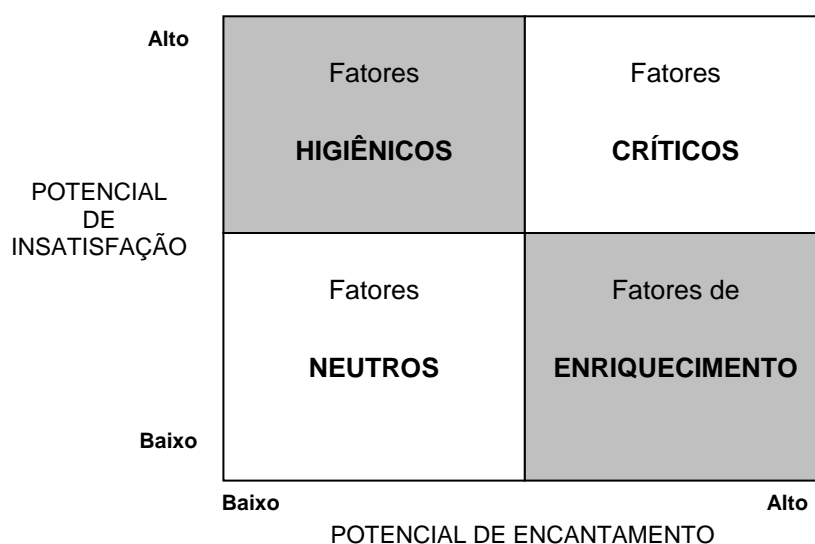 Alto
Fatores
HIGIÊNICOS
Fatores
CRÍTICOS
POTENCIAL
DE
INSATISFAÇÃO
Fatores
NEUTROS
Fatores de
ENRIQUECIMENTO
Baixo
Baixo
Alto
POTENCIAL DE ENCANTAMENTO